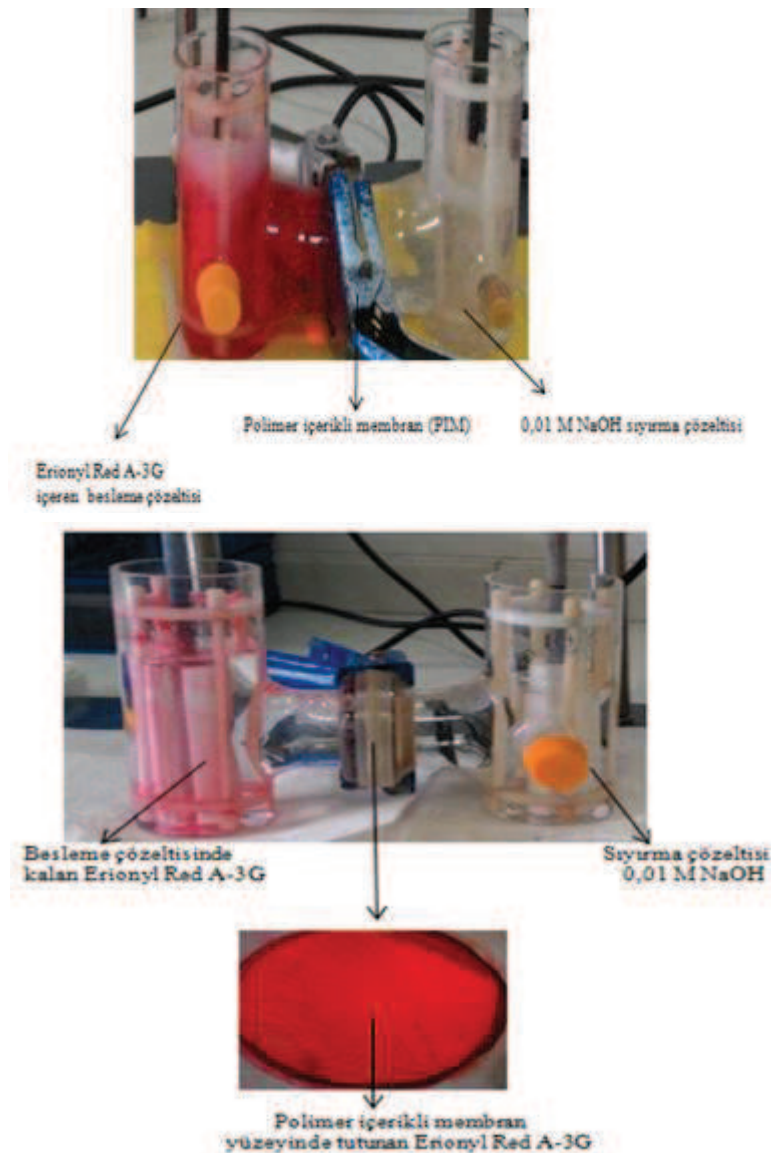 Polimer içerikli membran (PIM)
0,01 M NaOH sıyırma çözeltisi
Erionyl Red A-3G
içeren besleme çözeltisi
Besleme çözeltisinde
kalan Erionyl Red A-3G
Sıyırma çözeltisi
0,01 M NaOH
Polimer içerikli membran
yüzeyinde tutunan Erionyl Red A-3G